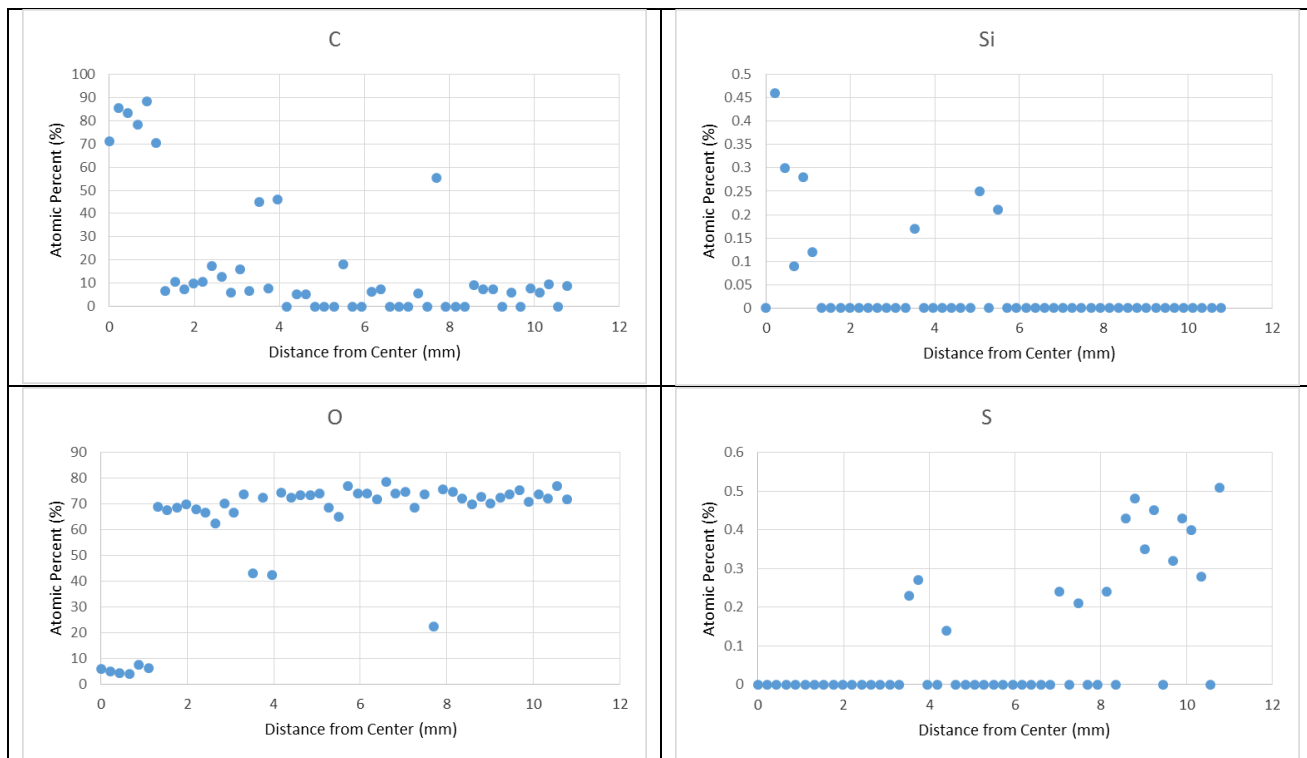 C
Atomic Percent (%)
100
90
80
70
60
50
40
30
20
10
0
0 2 4 6 8 10 12
Distance from Center (mm)
Si
Atomic Percent (%)
0.5
0.45
0.4
0.35
0.3
0.25
0.2
0.15
0.1
0.05
0
0 2 4 6 8 10 12
Distance from Center (mm)
O
Atomic Percent (%)
90
80
70
60
50
40
30
20
10
0
0 2 4 6 8 10 12
Distance from Center (mm)
S
Atomic Percent (%)
0.6
0.5
0.4
0.3
0.2
0.1
0
0 2 4 6 8 10 12
Distance from Center (mm)